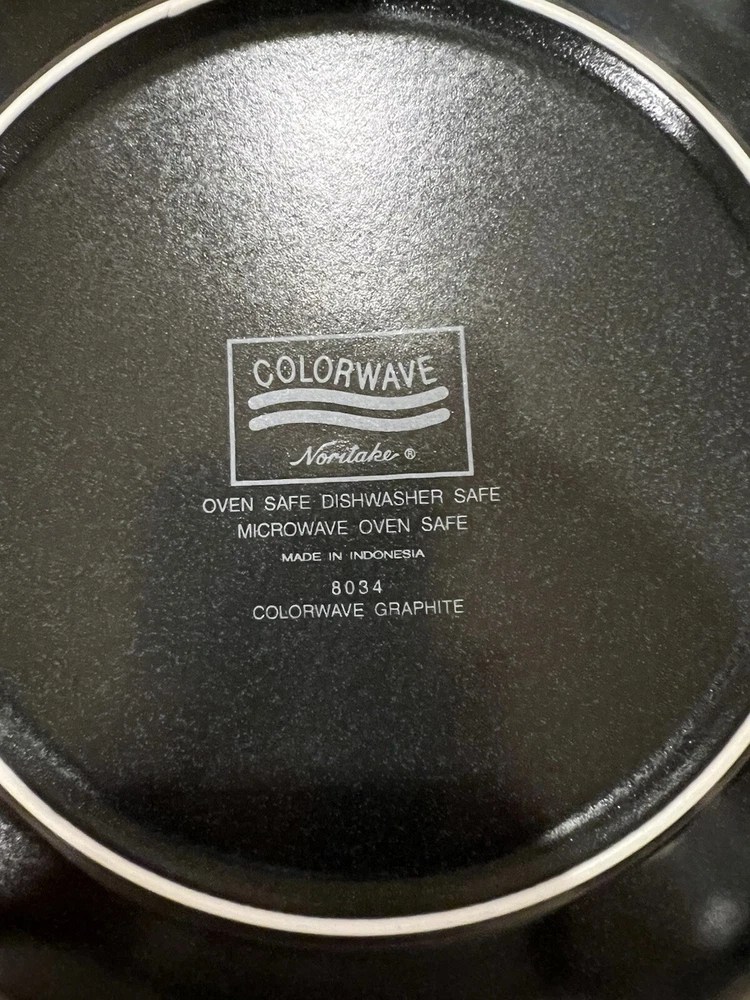 COLORWAVE
Noritake ®
OVEN SAFE DISHWASHER SAFE
MICROWAVE OVEN SAFE
MADE IN INDONESIA
8034
COLORWAVE GRAPHITE